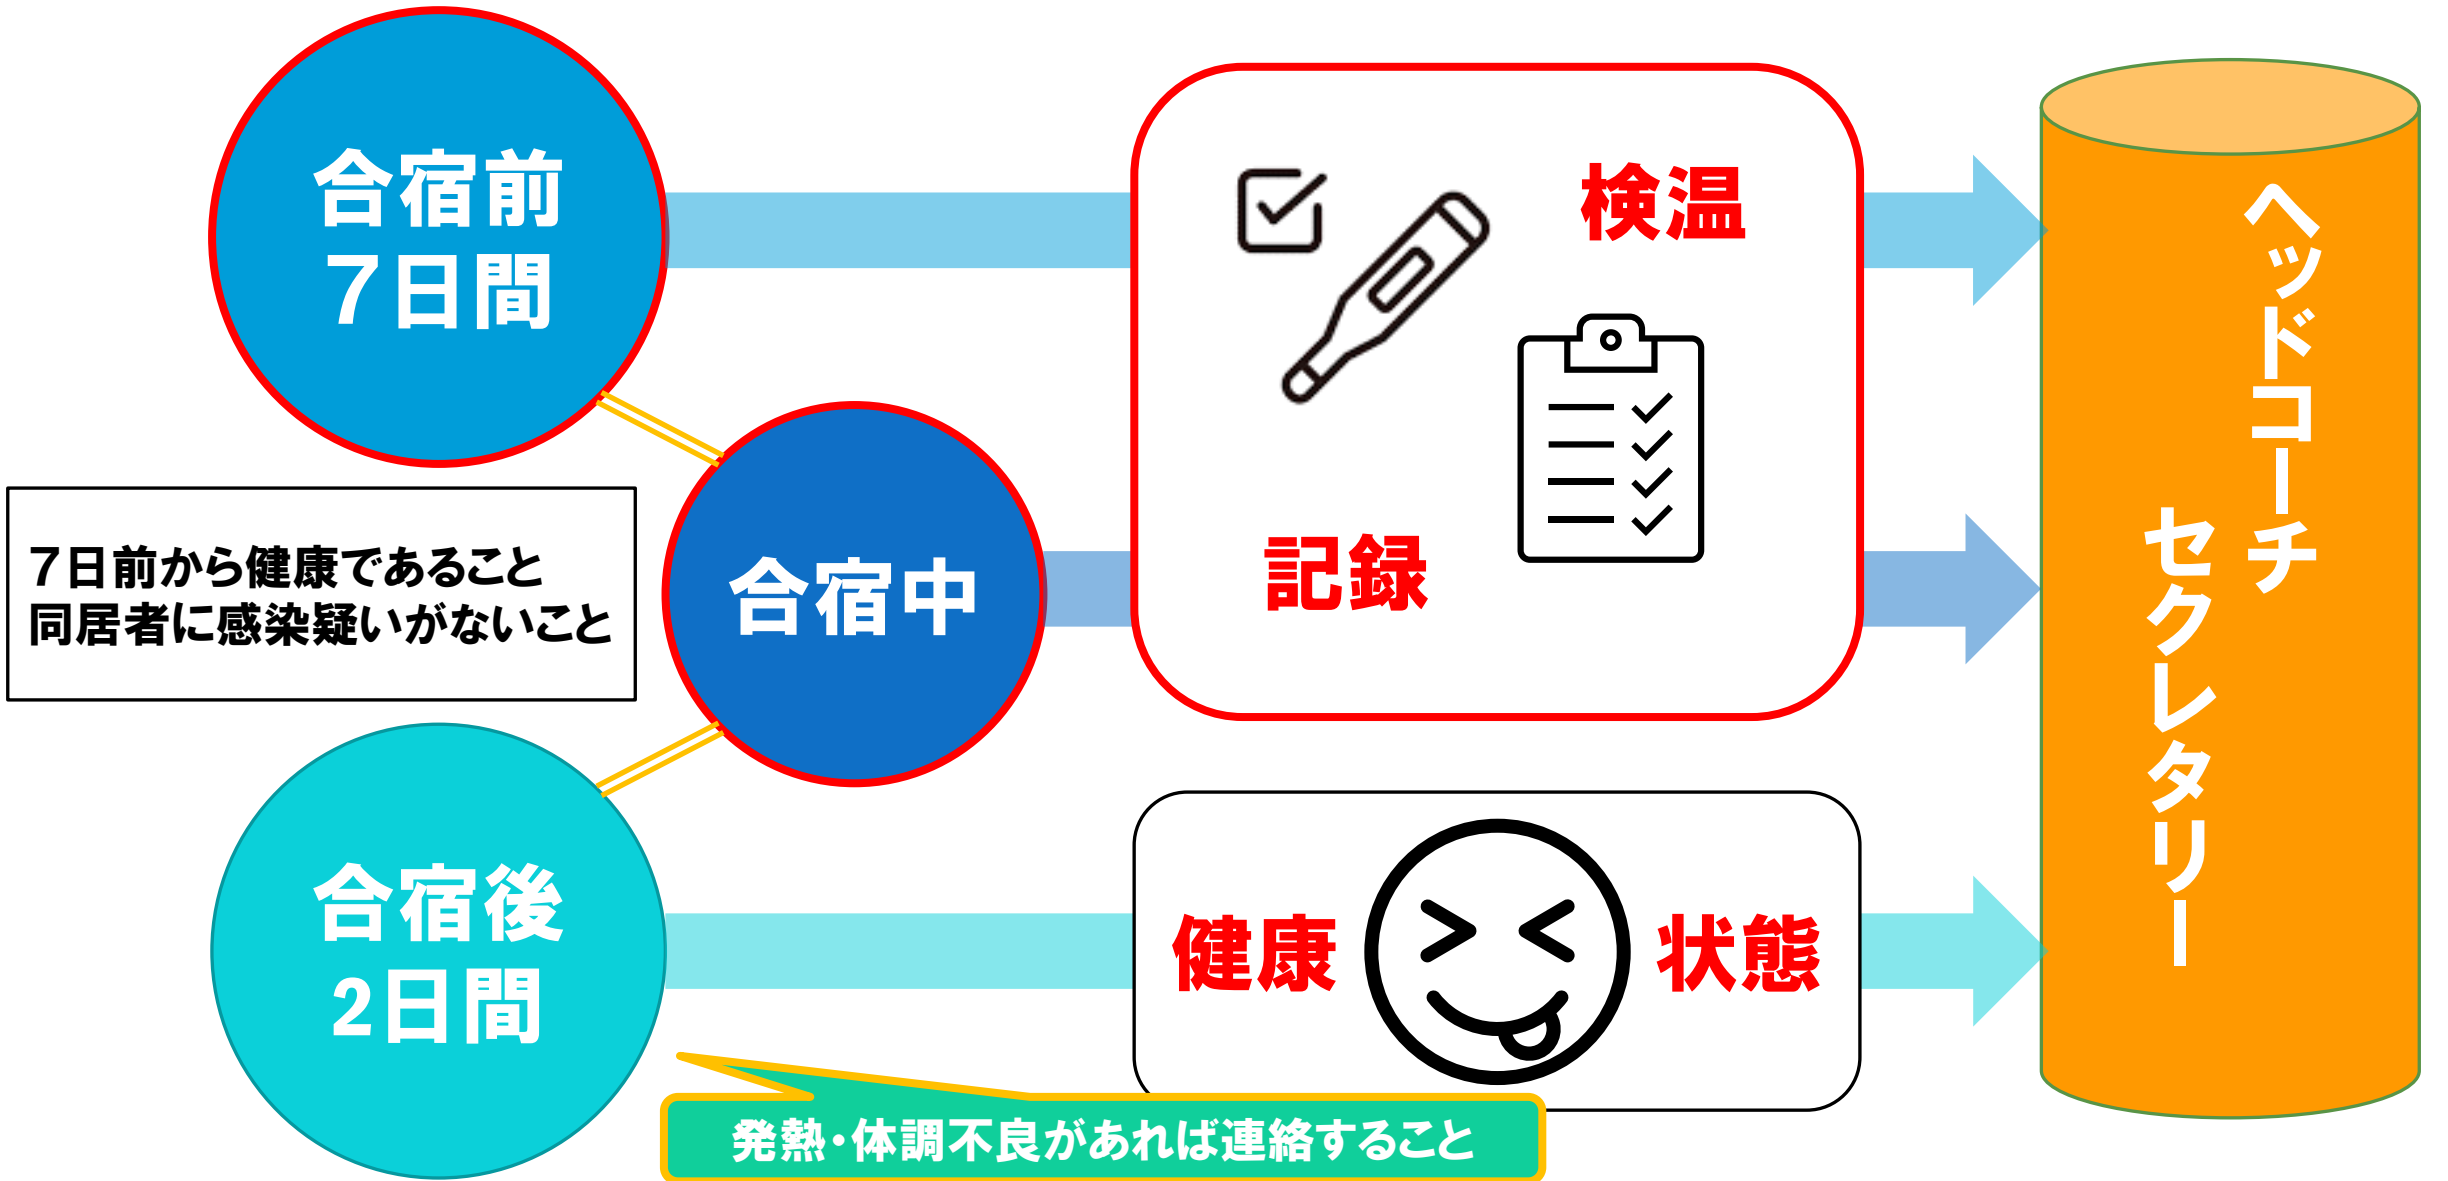 合宿前
7日間
検温
記録
7日前から健康であること
同居者に感染疑いがないこと
合宿中
合宿後
2日間
健康
状態
発熱・体調不良があれば連絡すること
ヘッドコーチ
セクレタリー